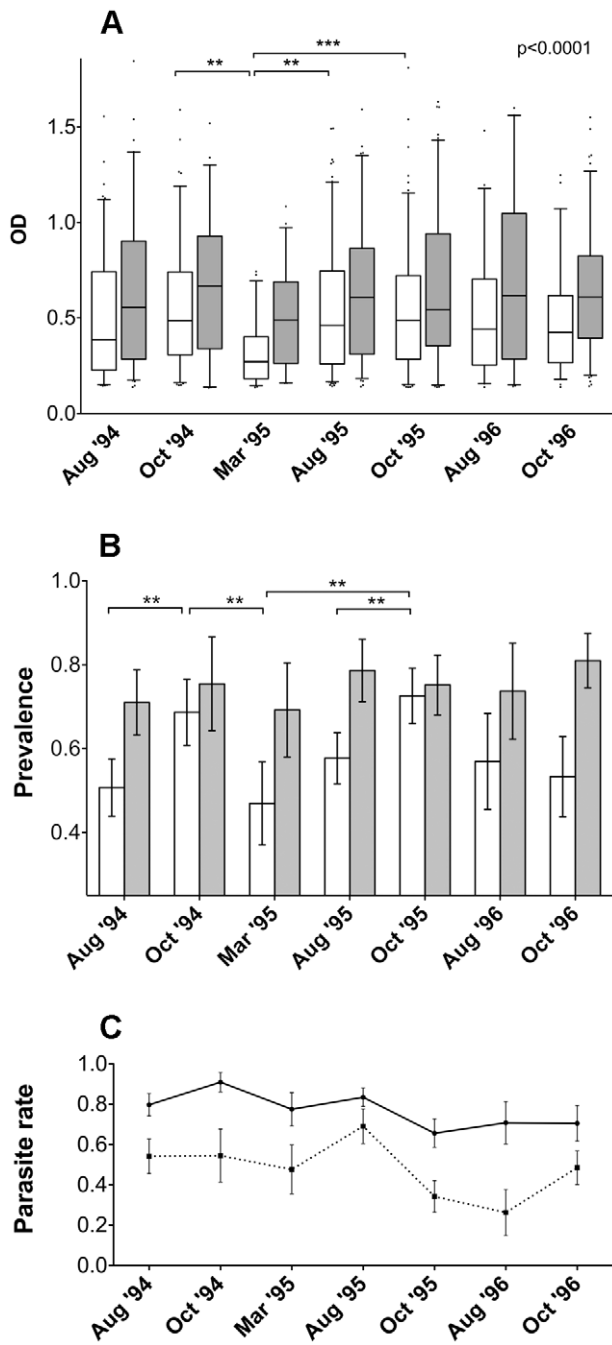 A
***
p<0.0001
**
**
1.5
1.0
0.5
0.0
OD
Aug '94
Oct '94
Mar '95
Aug '95
Oct '95
Aug '96
Oct '96
B
1.0
**
**
**
**
0.8
0.6
0.4
Prevalence
Aug '94
Oct '94
Mar '95
Aug '95
Oct '95
Aug '96
Oct '96
C
1.0
0.8
0.6
0.4
0.2
0.0
Parasite rate
Aug '94
Oct '94
Mar '95
Aug '95
Oct '95
Aug '96
Oct '96